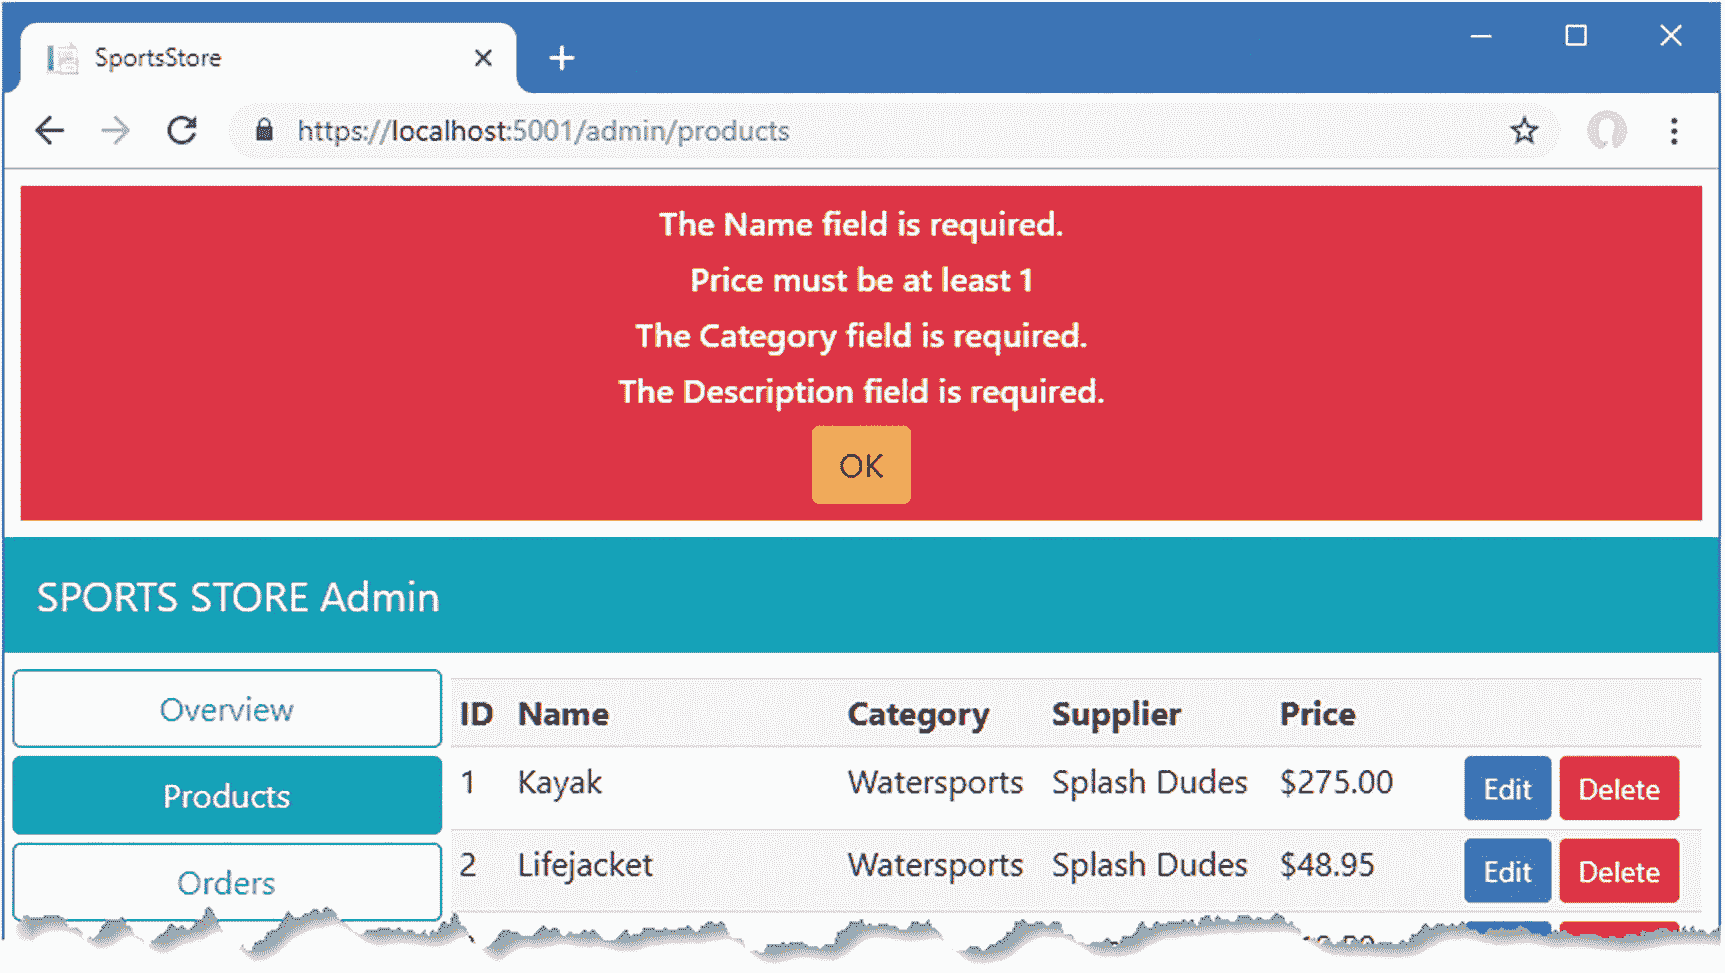 SportsStore
https://localhost:5001/admin/products
The Name field is required.
Price must be at least 1
The Category field is required.
The Description field is required.
OK
SPORTS STORE Admin
Overview
Products
Orders
ID Name Category Supplier Price
1 Kayak Watersports Splash Dudes $275.00 Edit Delete
2 Lifejacket Watersports Splash Dudes $48.95 Edit Delete